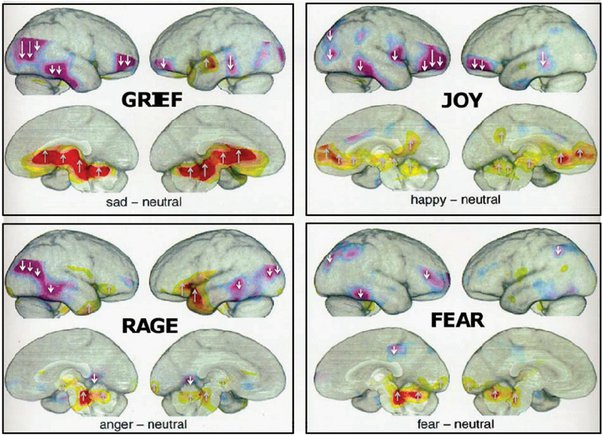 GRIEF
sad – neutral
JOY
happy – neutral
RAGE
anger – neutral
FEAR
fear – neutral